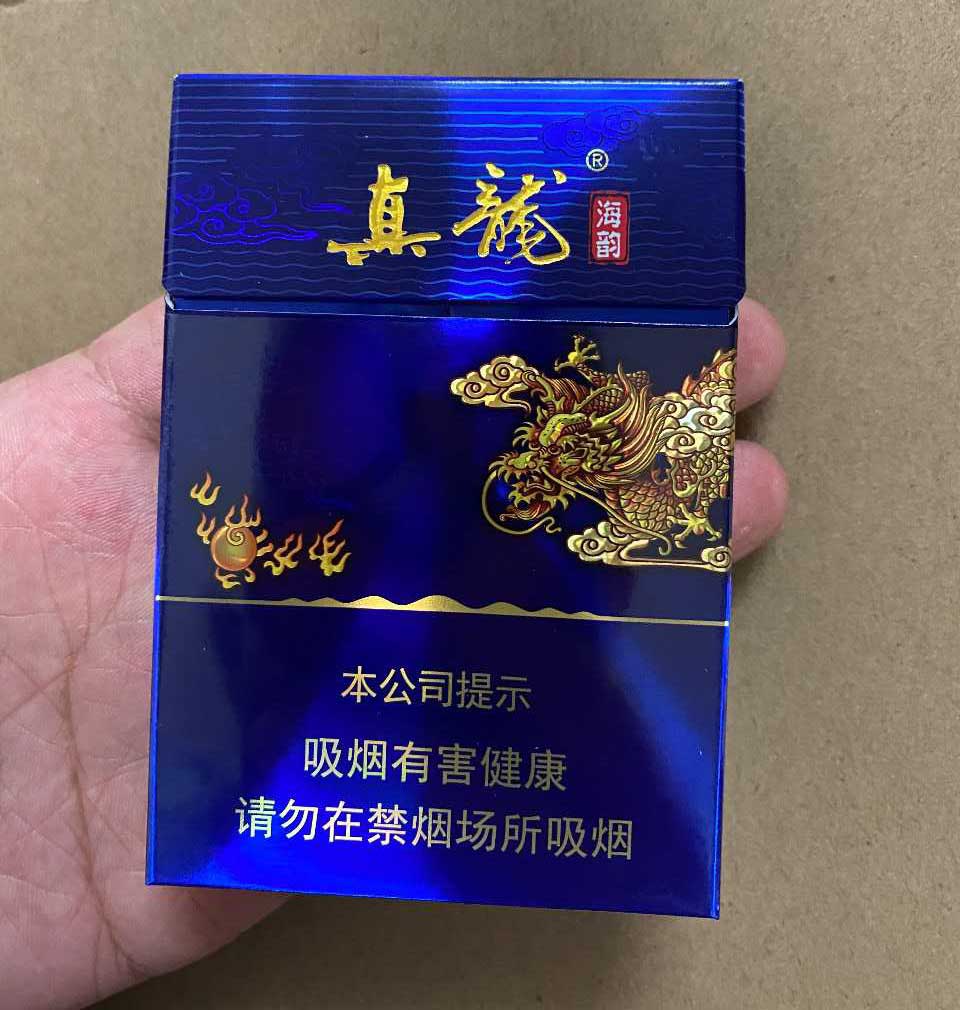 真龍®
海韵
本公司提示
吸烟有害健康
请勿在禁烟场所吸烟